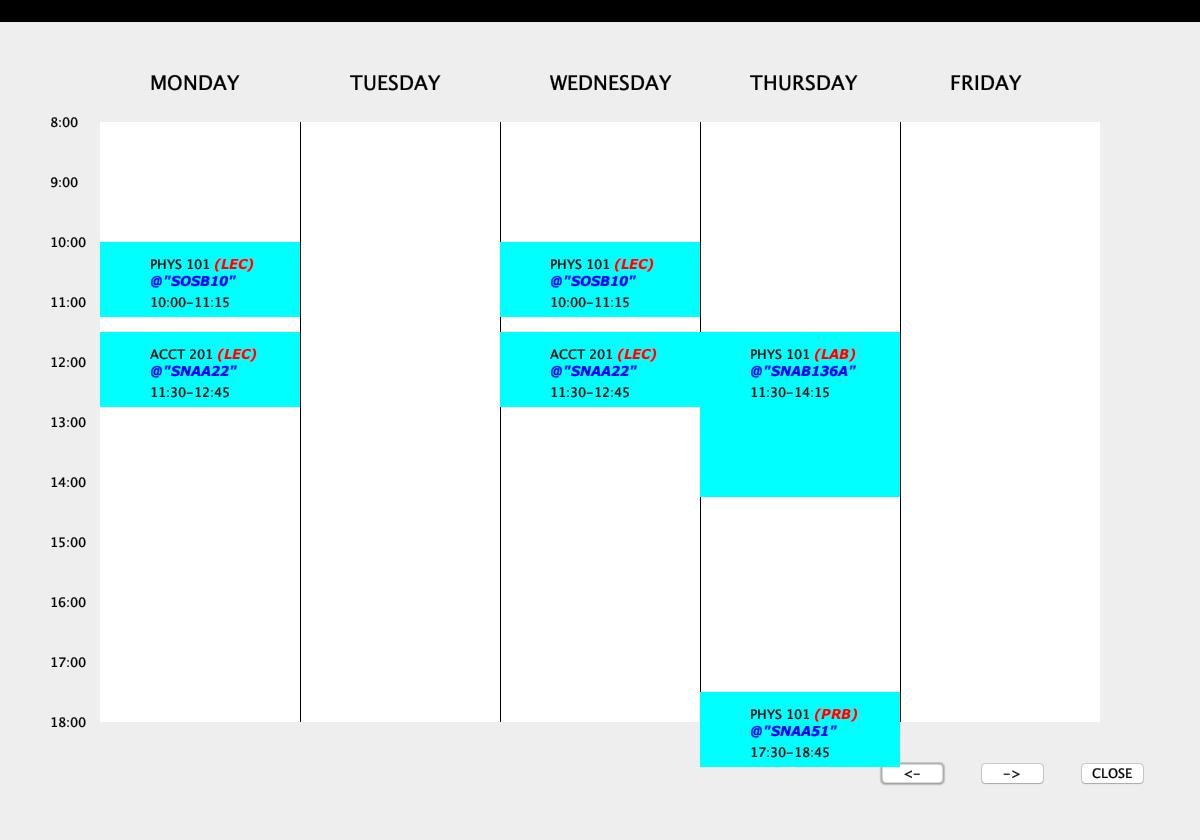 MONDAY TUESDAY WEDNESDAY THURSDAY FRIDAY
8:00
9:00
10:00
PHYS 101 (LEC) PHYS 101 (LEC)
@"SOSB10" @"SOSB10"
11:00 10:00-11:15 10:00-11:15
ACCT 201 (LEC) ACCT 201 (LEC) PHYS 101 (LAB)
12:00 @"SNAA22" @"SNAA22" @"SNAB136A"
11:30-12:45 11:30-12:45 11:30-14:15
13:00
14:00
15:00
16:00
17:00
PHYS 101 (PRB)
18:00 @"SNAA51"
17:30-18:45
<- -> CLOSE